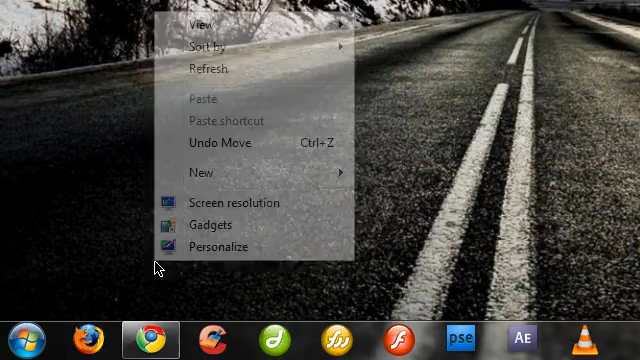 View
Sort by
Refresh
Paste
Paste shortcut
Undo Move Ctrl+Z
New
Screen resolution
Gadgets
Personalize
pse
AE